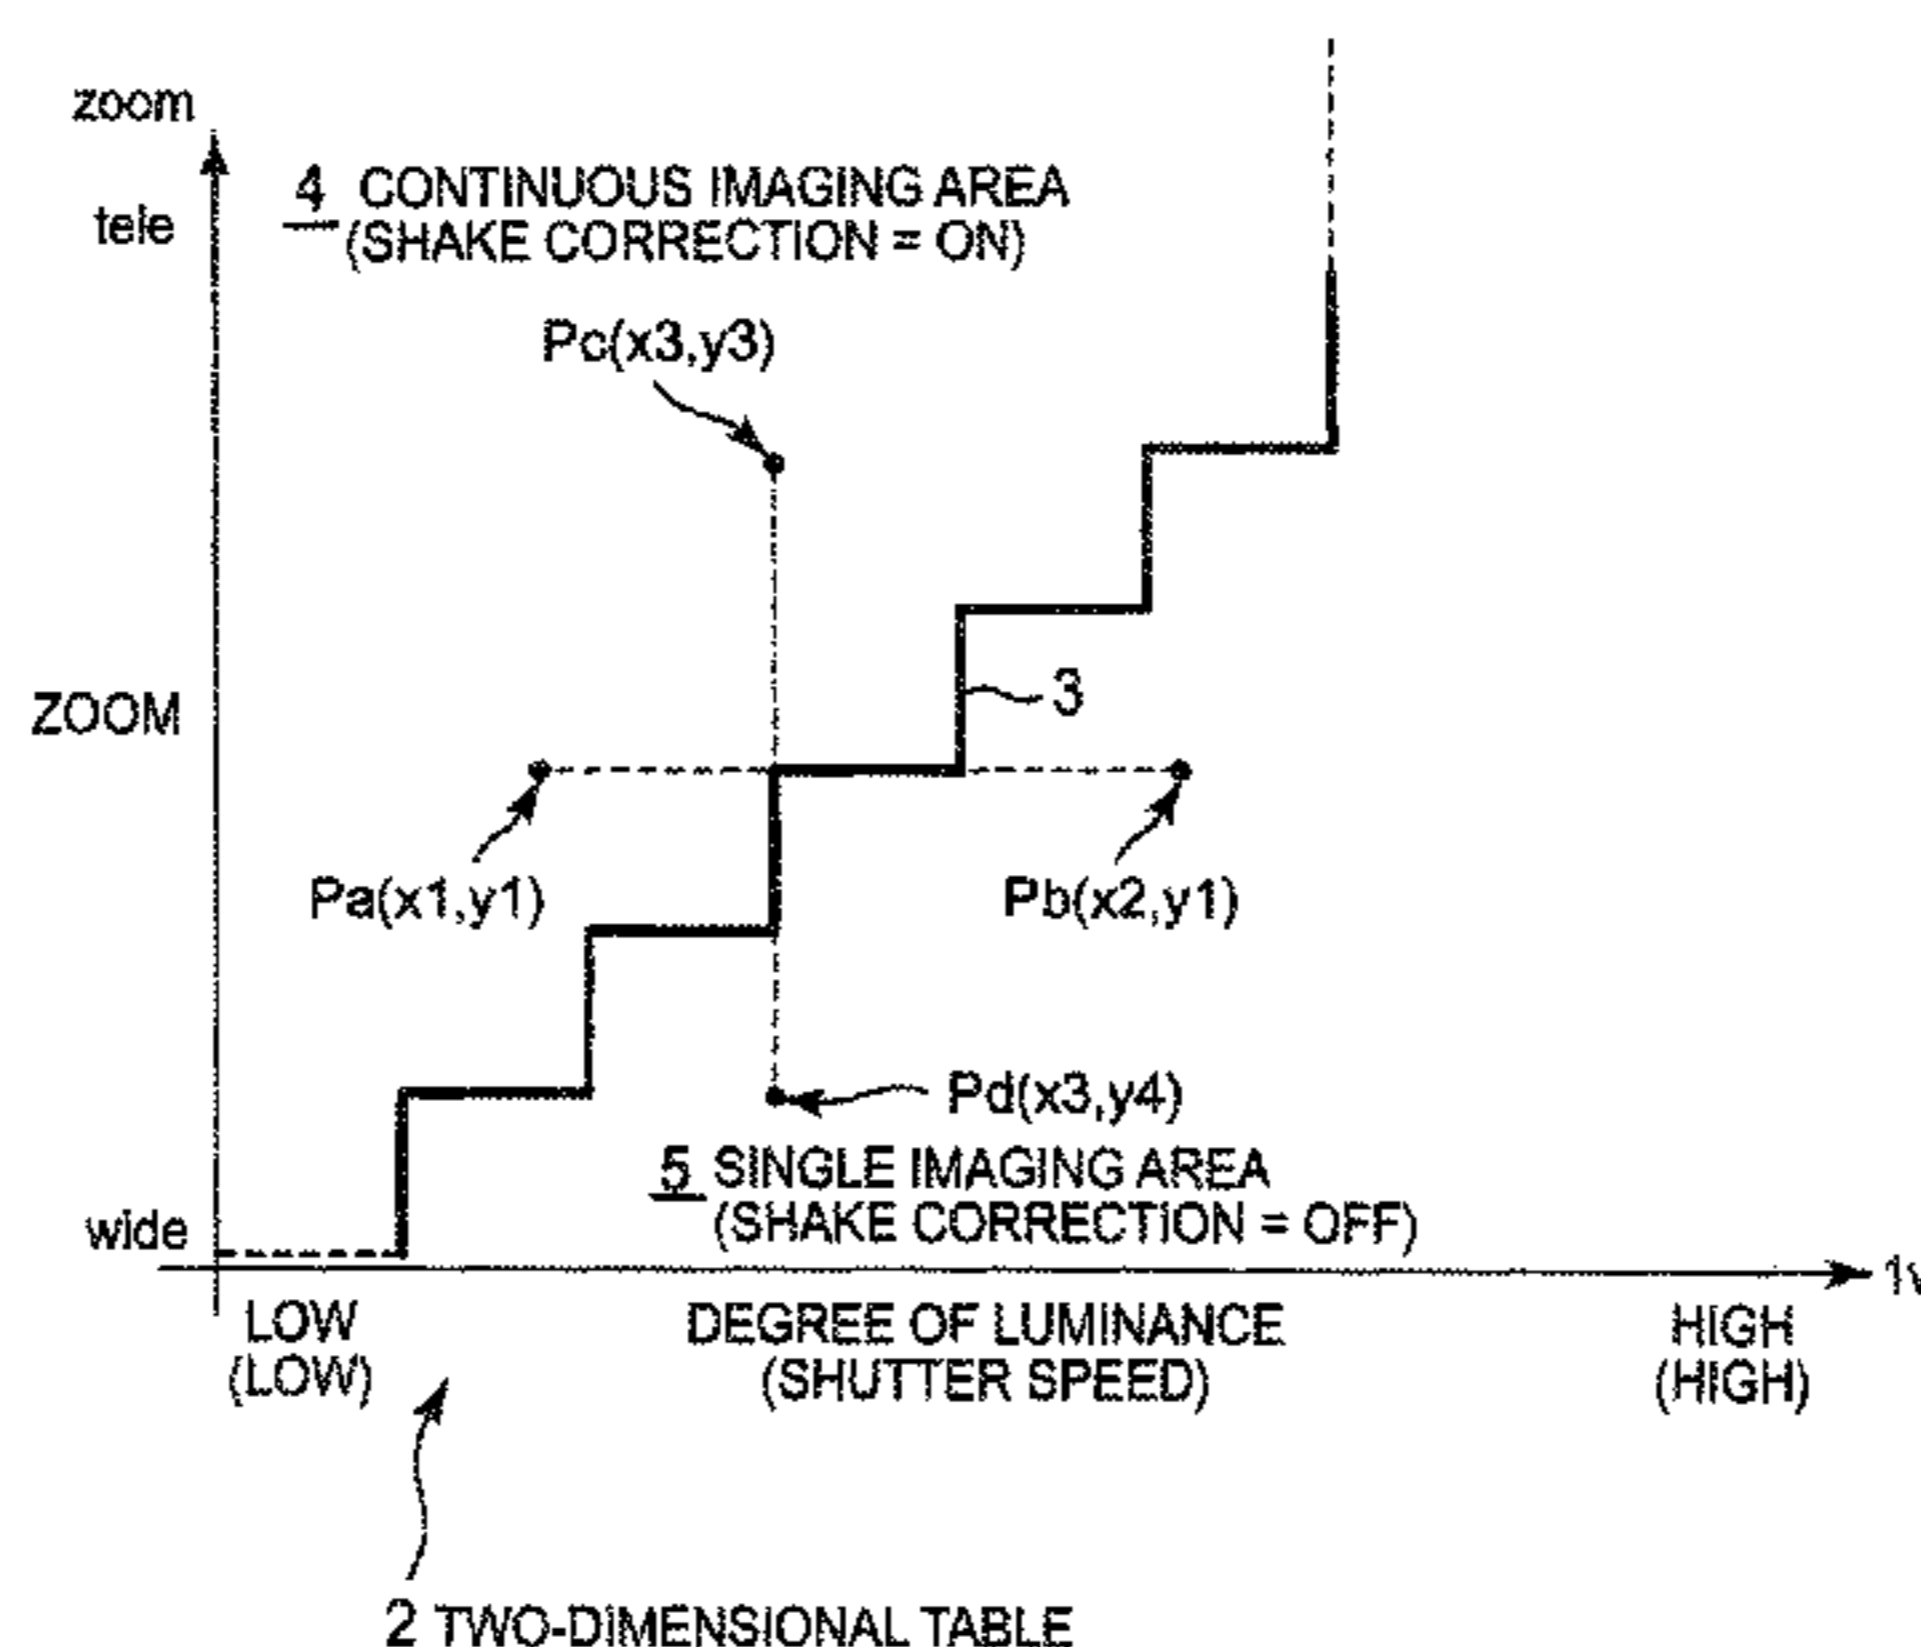 zoom
tele
4 CONTINUOUS IMAGING AREA
(SHAKE CORRECTION = ON)
Pc(x3,y3)
3
ZOOM
Pa(x1,y1)
Pb(x2,y1)
Pd(x3,y4)
5 SINGLE IMAGING AREA
(SHAKE CORRECTION = OFF)
wide
LOW
(LOW)
DEGREE OF LUMINANCE
(SHUTTER SPEED)
HIGH
(HIGH)
2 TWO-DIMENSIONAL TABLE